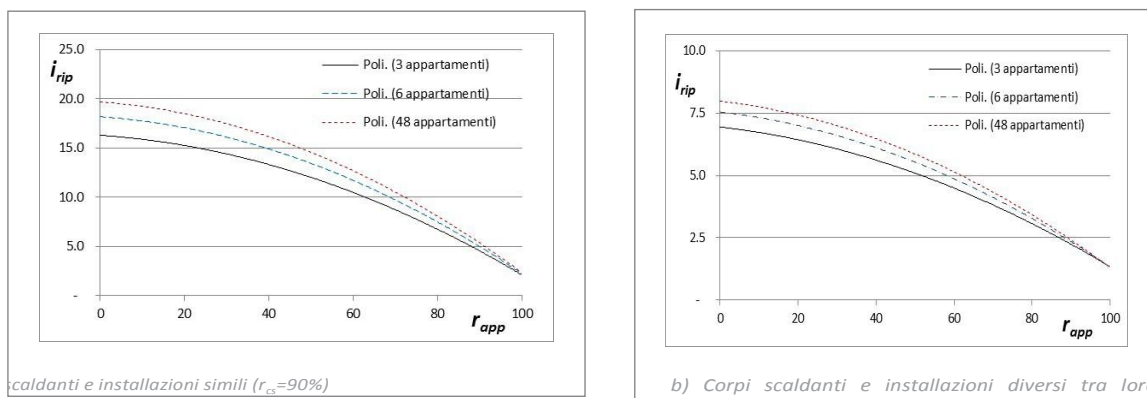 25.0
i_rip
20.0
15.0
10.0
5.0
-
0 20 40 60 80 100
r_app
Poli. (3 appartamenti)
Poli. (6 appartamenti)
Poli. (48 appartamenti)
scaldanti e installazioni simili (r_cs=90%)
10.0
i_rip
7.5
5.0
2.5
-
0 20 40 60 80 100
r_app
Poli. (3 appartamenti)
Poli. (6 appartamenti)
Poli. (48 appartamenti)
b) Corpi scaldanti e installazioni diversi tra